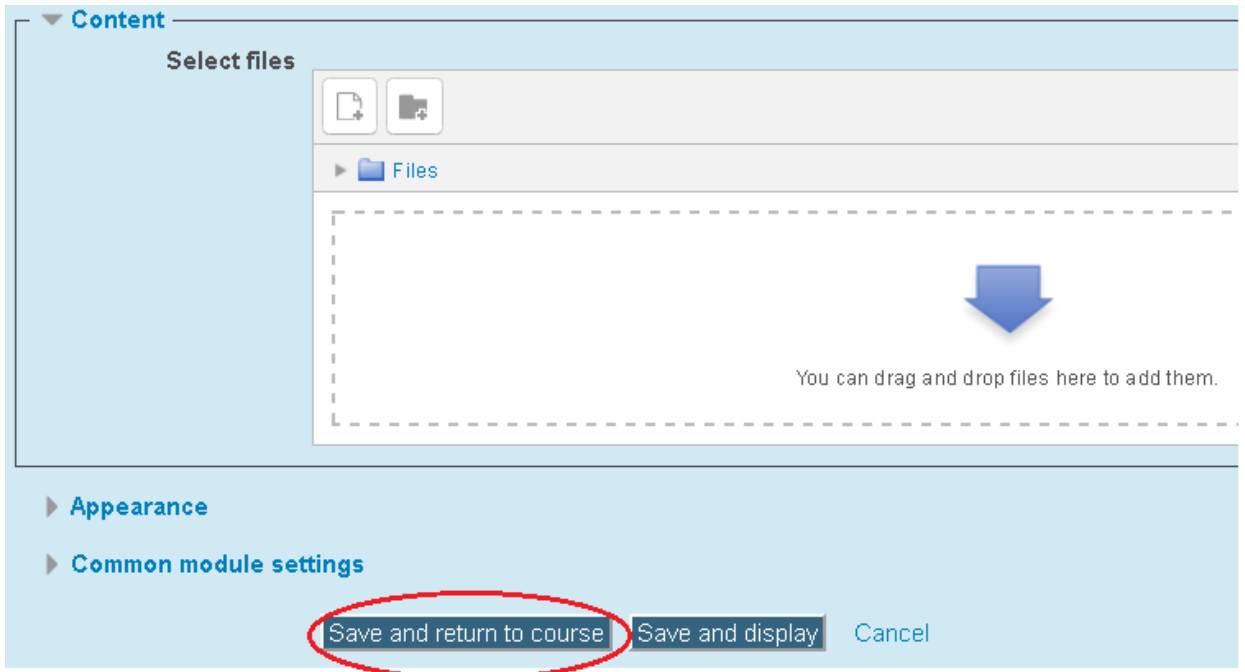 Content
Select files
Files
You can drag and drop files here to add them.
Appearance
Common module settings
Save and return to course Save and display Cancel